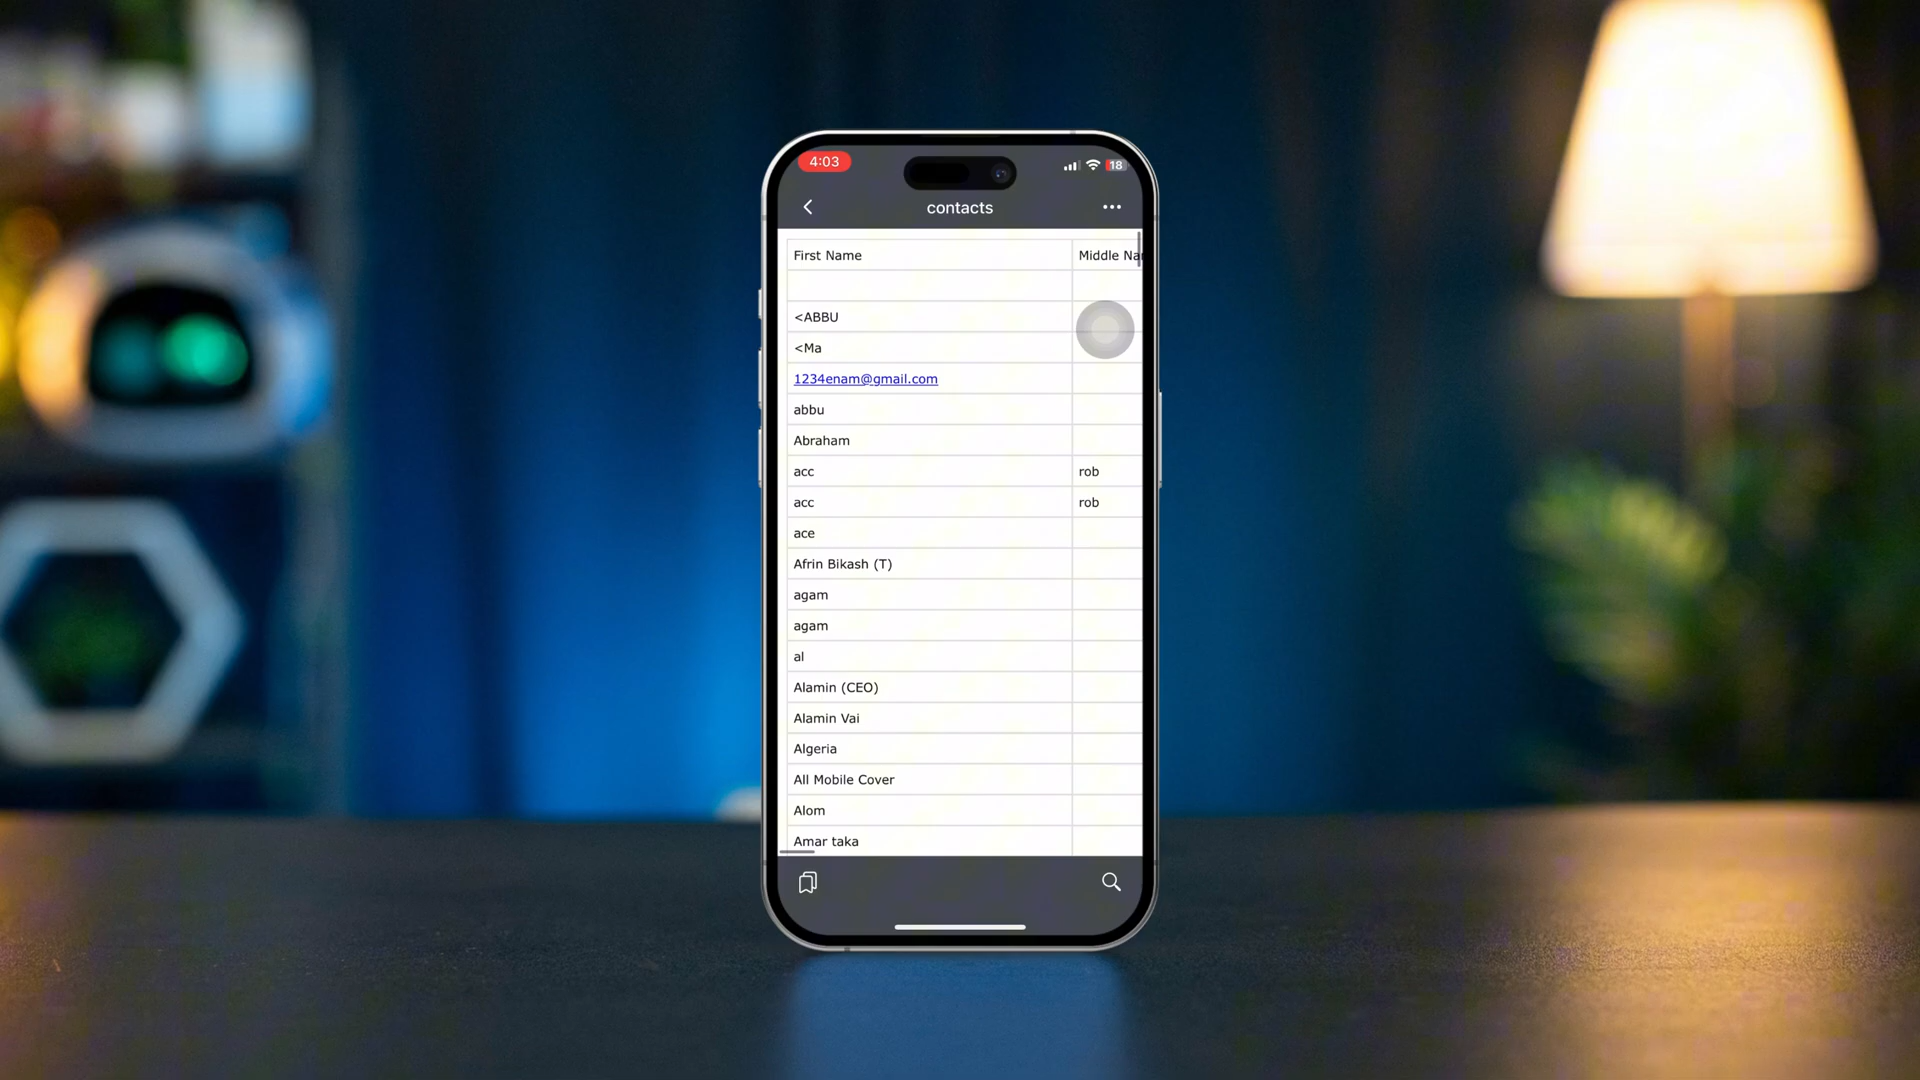 4:03
18
contacts
First Name
Middle Na
<ABBU
<Ma
1234enam@gmail.com
abbu
Abraham
acc
rob
acc
rob
ace
Afrin Bikash (T)
agam
agam
al
Alamin (CEO)
Alamin Vai
Algeria
All Mobile Cover
Alom
Amar taka